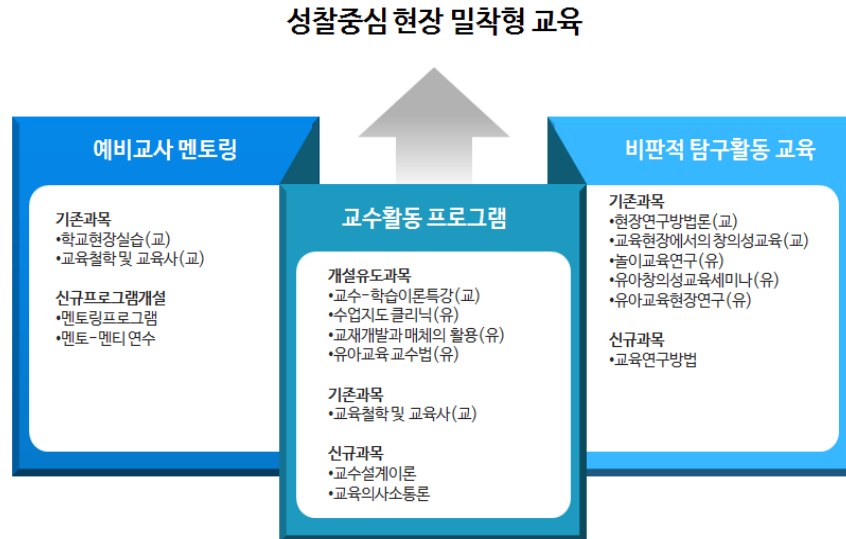 성찰중심 현장 밀착형 교육
예비교사 멘토링
기존과목
•학교현장실습(교)
•교육철학 및 교육사(교)
신규프로그램개설
•멘토링프로그램
•멘토-멘티 연수
교수활동 프로그램
개설유도과목
•교수-학습이론특강(교)
•수업지도 클리닉(유)
•교재개발과 매체의 활용(유)
•유아교육 교수법(유)
기존과목
•교육철학 및 교육사(교)
신규과목
•교수설계이론
•교육의사소통론
비판적 탐구활동 교육
기존과목
•현장연구방법론(교)
•교육현장에서의 창의성교육(교)
•놀이교육연구(유)
•유아창의성교육세미나(유)
•유아교육현장연구(유)
신규과목
•교육연구방법